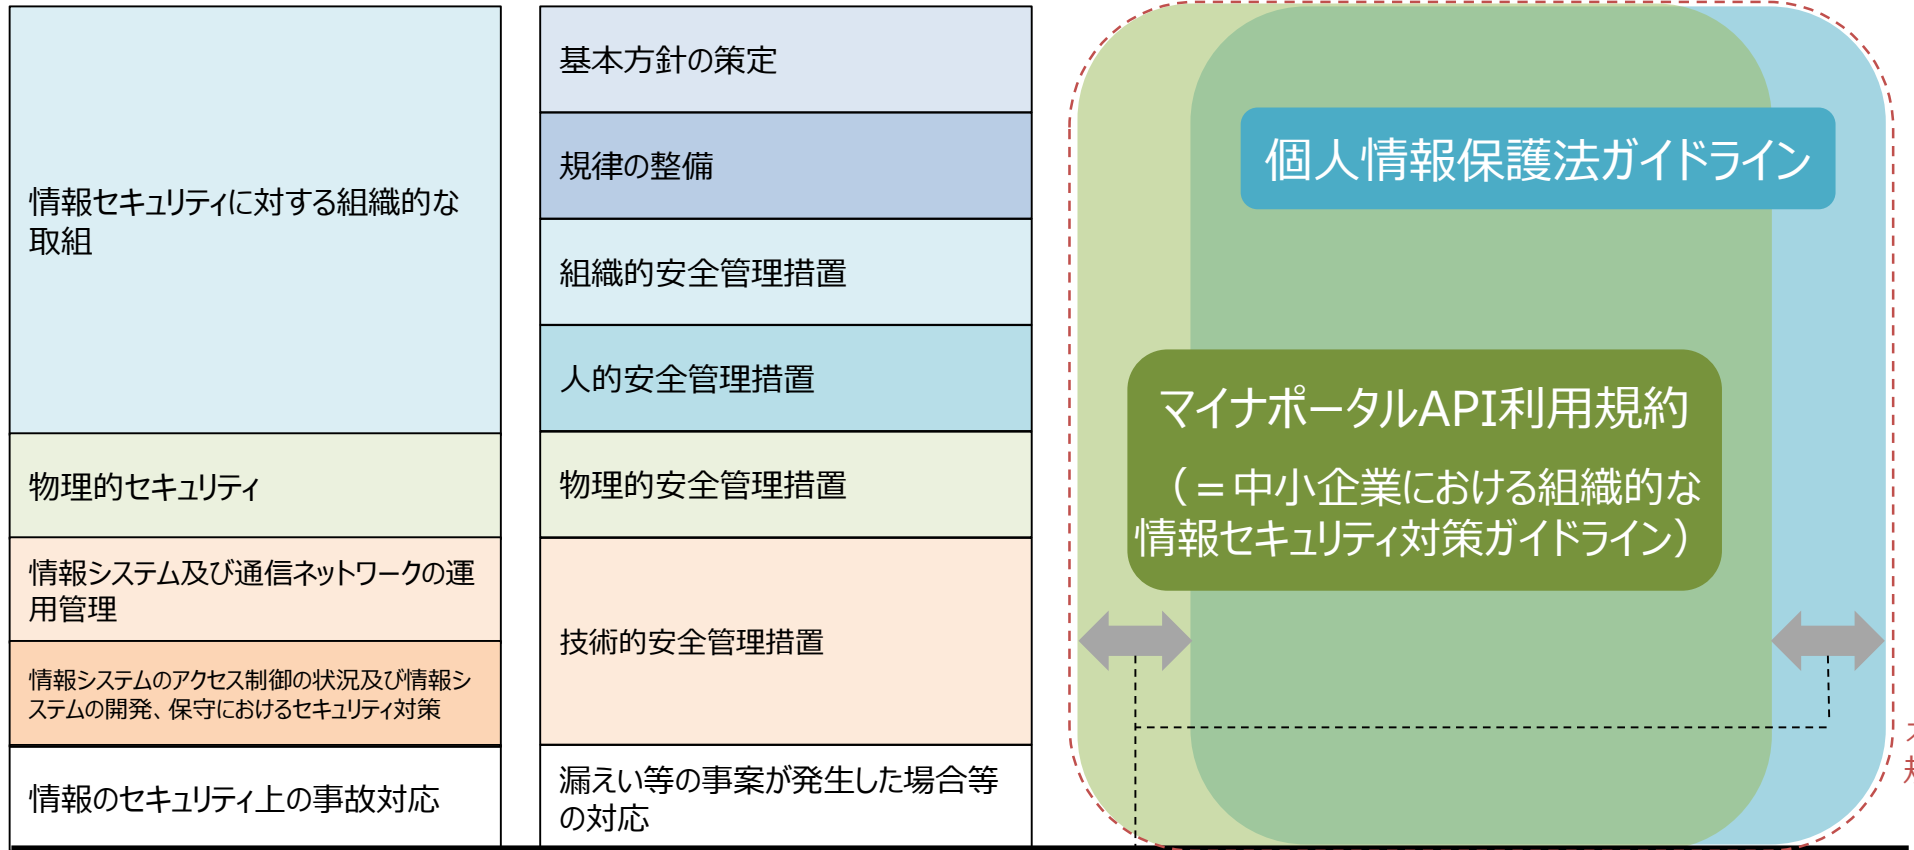 情報セキュリティに対する組織的な
取組
物理的セキュリティ
情報システム及び通信ネットワークの運
用管理
情報システムのアクセス制御の状況及び情報シ
ステムの開発、保守におけるセキュリティ対策
情報のセキュリティ上の事故対応
基本方針の策定
規律の整備
組織的安全管理措置
人的安全管理措置
物理的安全管理措置
技術的安全管理措置
漏えい等の事案が発生した場合等
の対応
個人情報保護法ガイドライン
マイナポータルAPI利用規約
（＝中小企業における組織的な
情報セキュリティ対策ガイドライン）